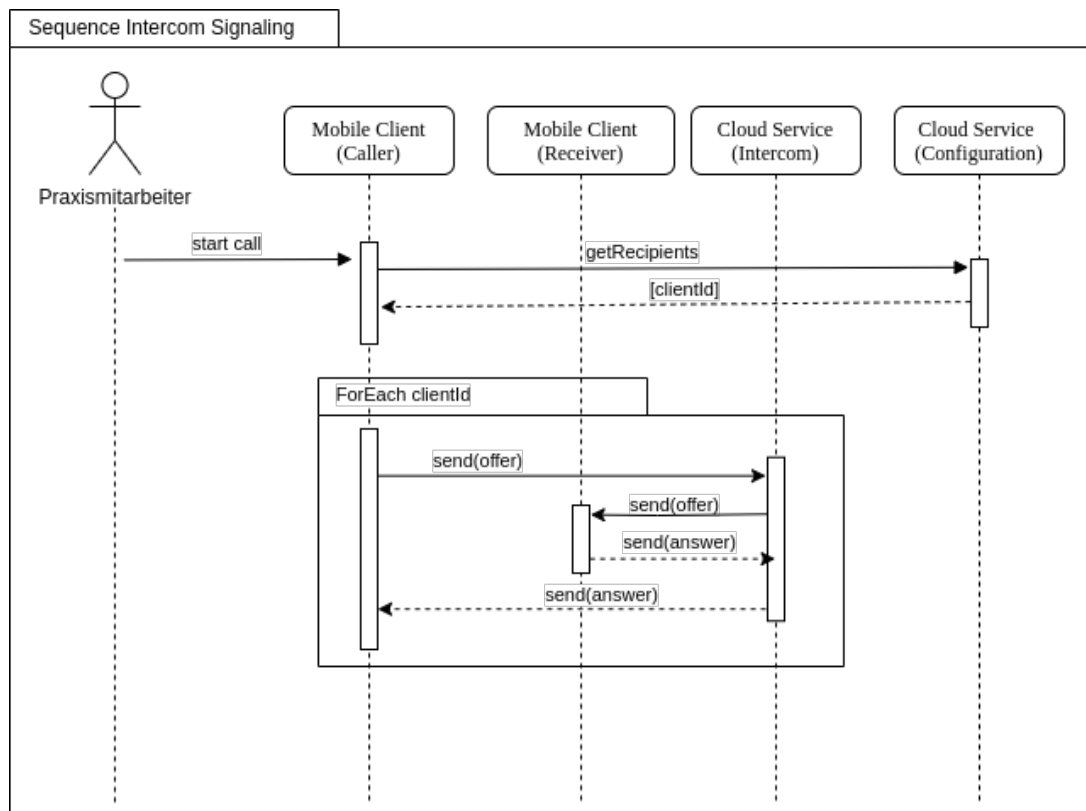 Sequence Intercom Signaling
Praxismitarbeiter
Mobile Client
(Caller)
Mobile Client
(Receiver)
Cloud Service
(Intercom)
Cloud Service
(Configuration)
start call
getRecipients
[clientId]
ForEach clientId
send(offer)
send(offer)
send(answer)
send(answer)